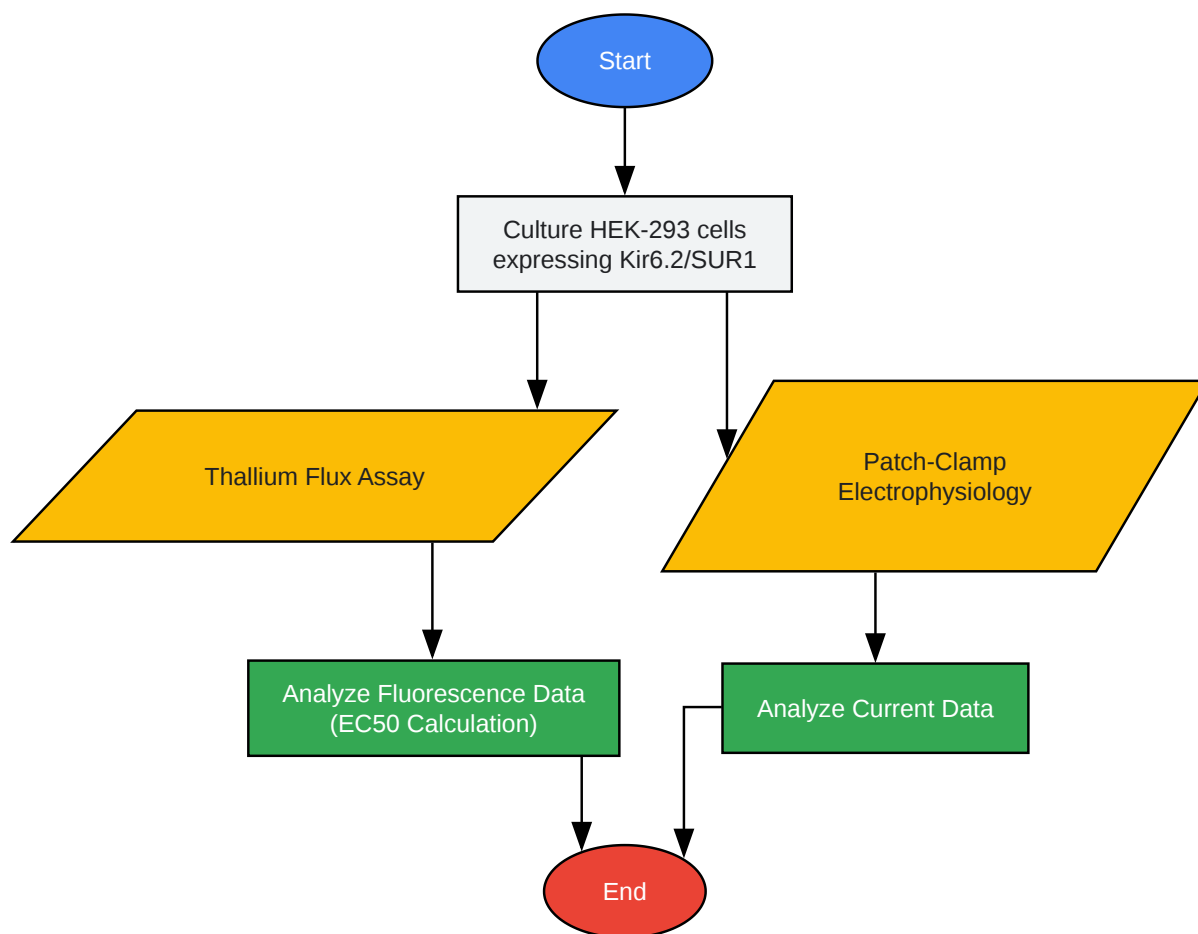 Start
Culture HEK-293 cells
expressing Kir6.2/SUR1
Thallium Flux Assay
Patch-Clamp
Electrophysiology
Analyze Fluorescence Data
(EC50 Calculation)
Analyze Current Data
End